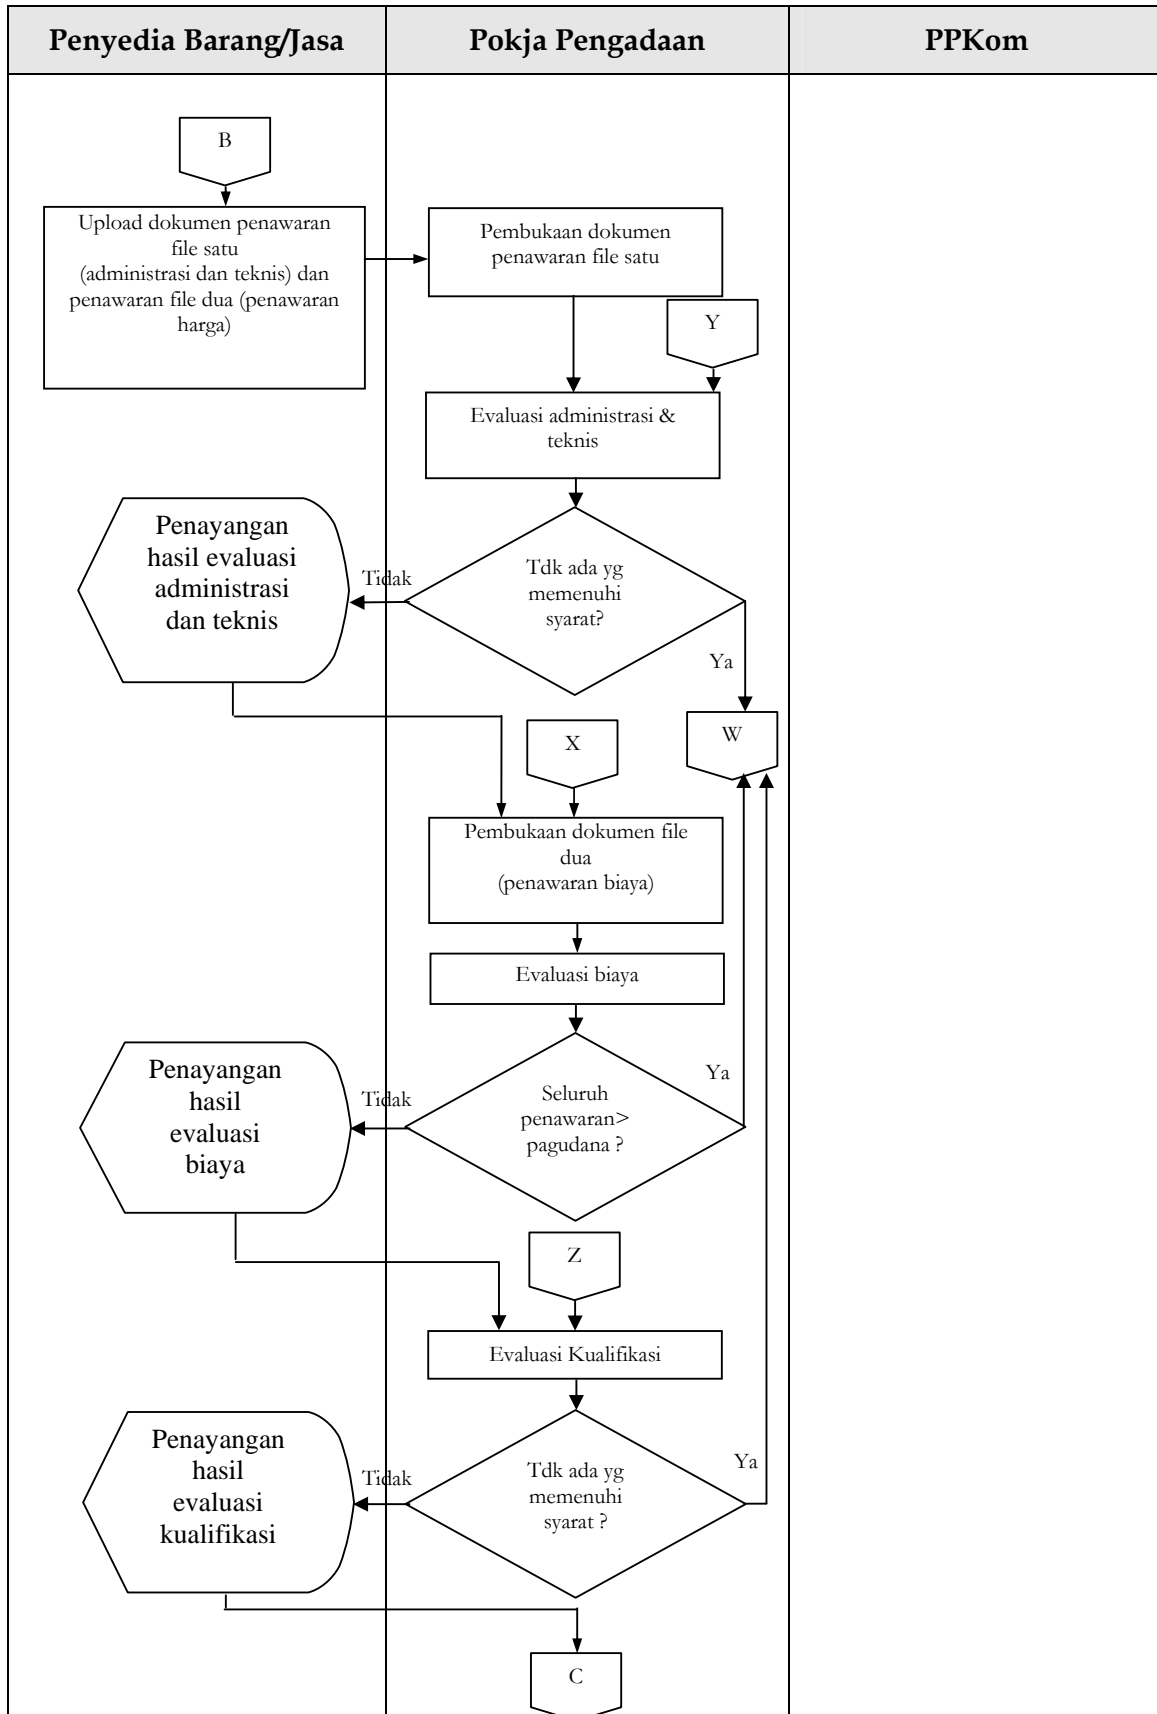 Penyedia Barang/Jasa
Pokja Pengadaan
PPKom
B
Upload dokumen penawaran
file satu
(administrasi dan teknis) dan
penawaran file dua (penawaran
harga)
Pembukaan dokumen
penawaran file satu
Y
Evaluasi administrasi &
teknis
Penayangan
hasil evaluasi
administrasi
dan teknis
Tidak
Tdk ada yg
memenuhi
syarat?
Ya
X
W
Pembukaan dokumen file
dua
(penawaran biaya)
Evaluasi biaya
Penayangan
hasil
evaluasi
biaya
Tidak
Seluruh
penawaran>
pagudana ?
Ya
Z
Evaluasi Kualifikasi
Penayangan
hasil
evaluasi
kualifikasi
Tidak
Tdk ada yg
memenuhi
syarat ?
Ya
C